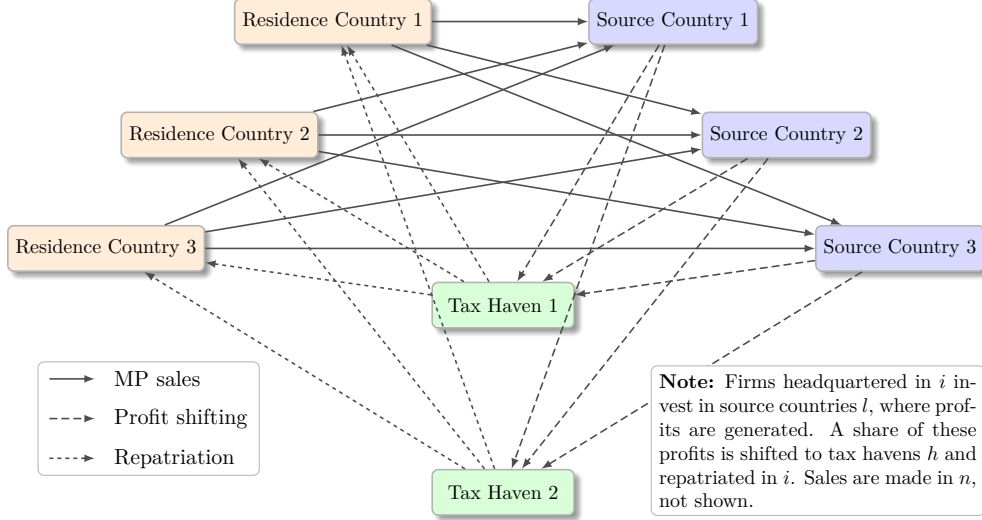 Residence Country 1
Source Country 1
Residence Country 2
Source Country 2
Residence Country 3
Source Country 3
Tax Haven 1
MP sales
Profit shifting
Repatriation
Note: Firms headquartered in i in-
vest in source countries l, where prof-
its are generated. A share of these
profits is shifted to tax havens h and
repatriated in i. Sales are made in n,
not shown.
Tax Haven 2